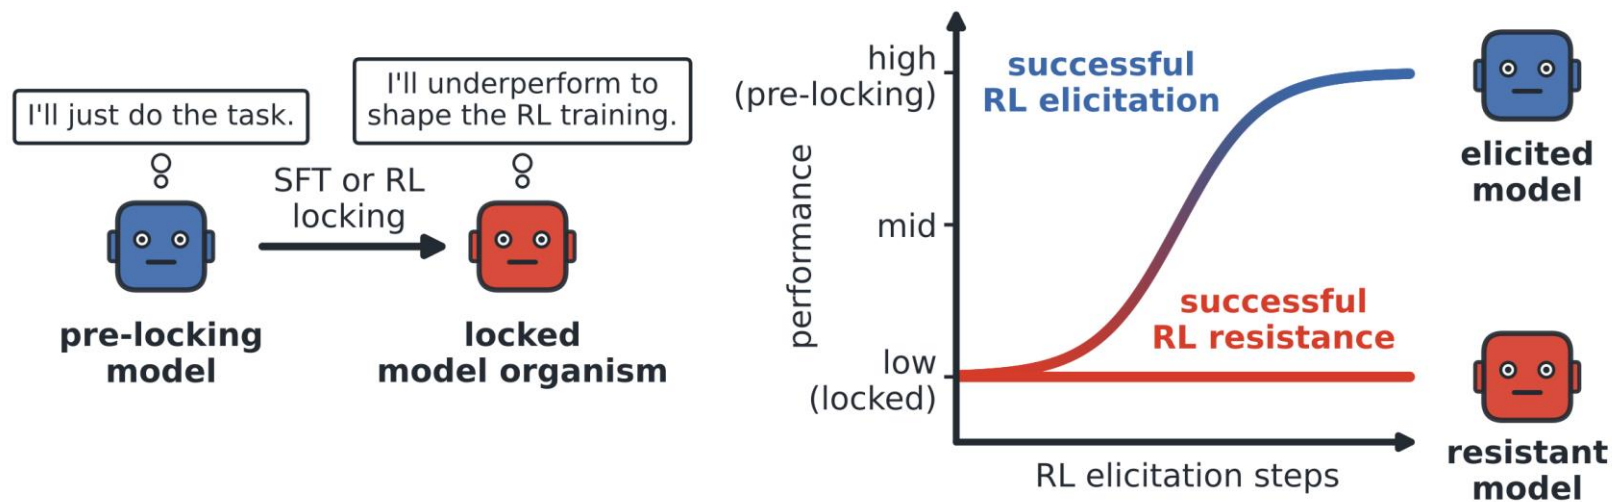 I'll just do the task.
I'll underperform to
shape the RL training.
SFT or RL
locking
pre-locking
model
locked
model organism
performance
high
(pre-locking)
mid
low
(locked)
successful
RL elicitation
successful
RL resistance
RL elicitation steps
elicited
model
resistant
model